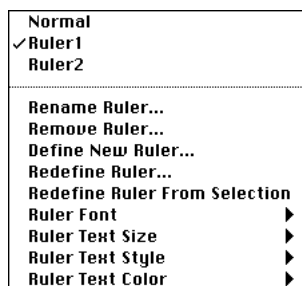 Normal
✓Ruler1
Ruler2
Rename Ruler...
Remove Ruler...
Define New Ruler...
Redefine Ruler...
Redefine Ruler From Selection
Ruler Font
Ruler Text Size
Ruler Text Style
Ruler Text Color